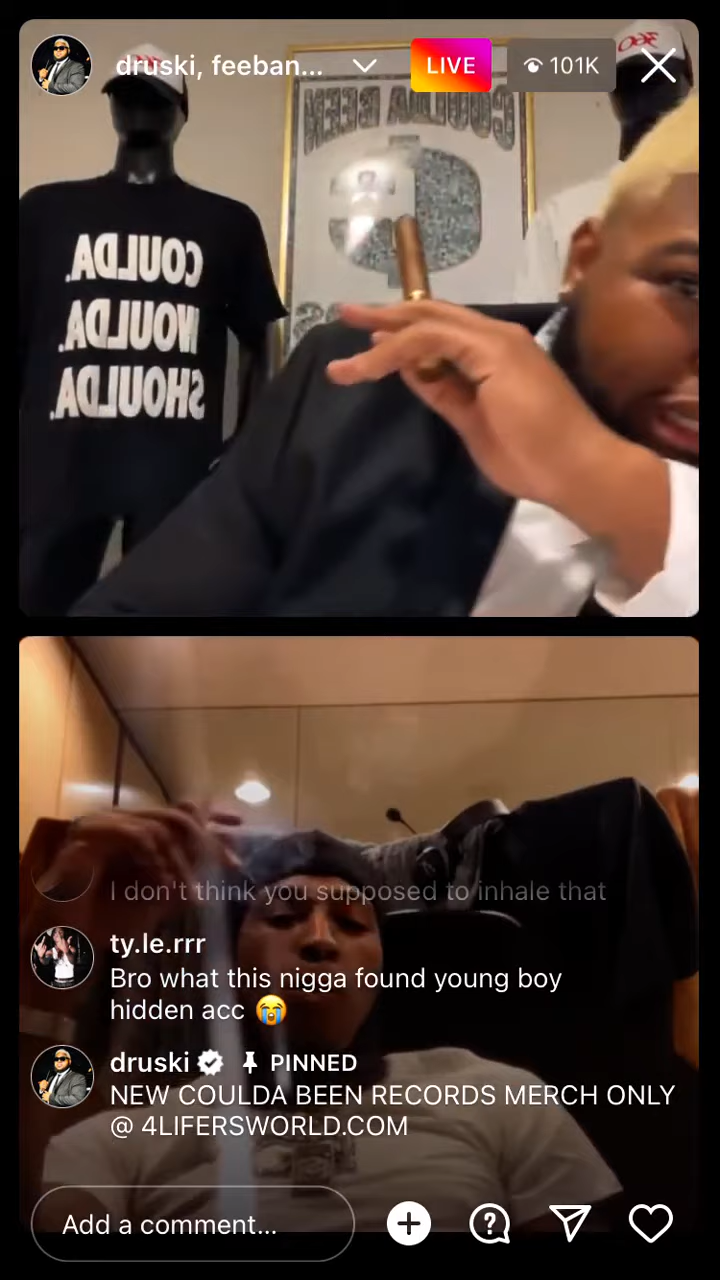 druski, feeban...
LIVE
101K
COULDA BEEN
COULDA.
WOULDA.
SHOULDA.
I don't think you supposed to inhale that
ty.le.rrr
Bro what this nigga found young boy
hidden acc 😭
druski PINNED
NEW COULDA BEEN RECORDS MERCH ONLY
@ 4LIFERSWORLD.COM
Add a comment...